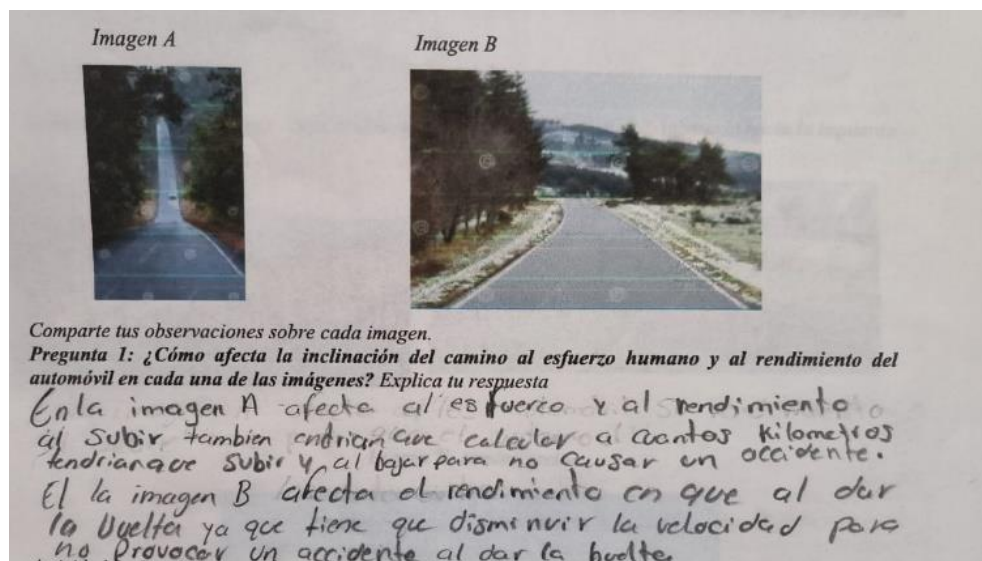 Imagen A
Imagen B
Comparte tus observaciones sobre cada imagen.
Pregunta 1: ¿Cómo afecta la inclinación del camino al esfuerzo humano y al rendimiento del
automóvil en cada una de las imágenes? Explica tu respuesta
En la imagen A afecta al esfuerco y al rendimiento
al subir tambien que calcular a cuantos Kilometros
tendrian que subir y al bajar para no causar un accidente.
El la imagen B afecta el rendimiento en que al dar
la buelta ya que tiene que disminuir la velocidad para
no provocar un accidente al dar la buelta